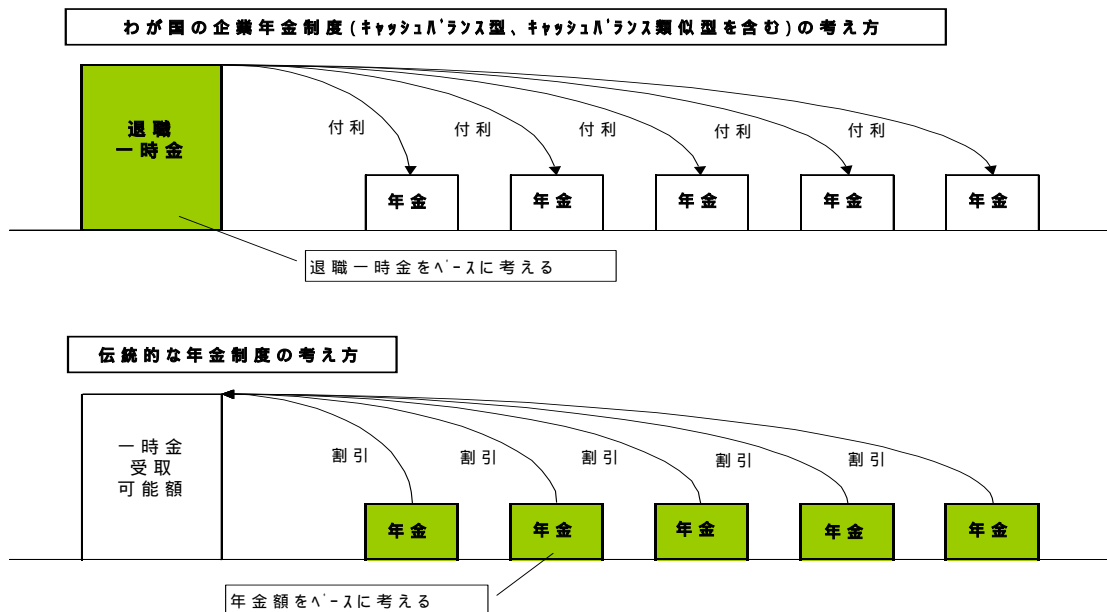 わが国の企業年金制度(ｷｬｯｼｭﾊﾞﾗﾝｽ型、ｷｬｯｼｭﾊﾞﾗﾝｽ類似型を含む)の考え方
退職
一時金
付利
付利
付利
付利
付利
年金
年金
年金
年金
年金
退職一時金をﾍﾞｰｽに考える
伝統的な年金制度の考え方
一時金
受取
可能額
割引
割引
割引
割引
割引
年金
年金
年金
年金
年金
年金額をﾍﾞｰｽに考える